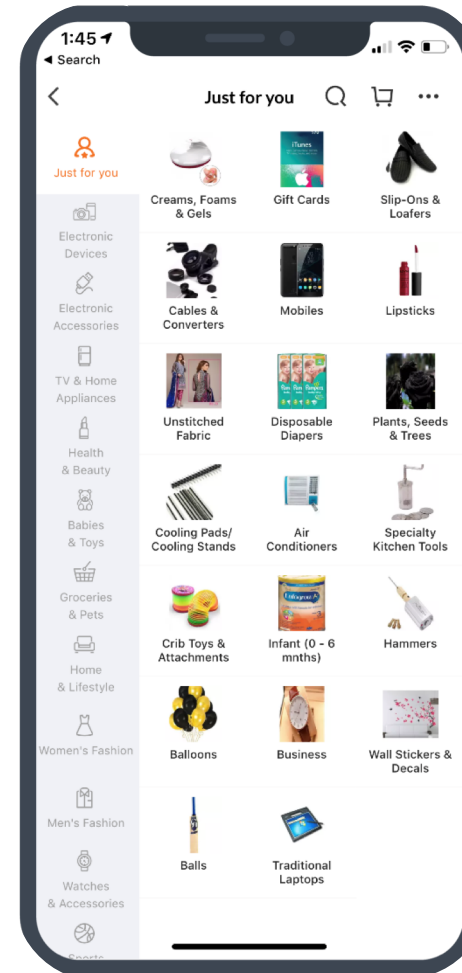 1:45
◀ Search
Just for you
Just for you
Electronic
Devices
Electronic
Accessories
TV & Home
Appliances
Health
& Beauty
Babies
& Toys
Groceries
& Pets
Home
& Lifestyle
Women's Fashion
Men's Fashion
Watches
& Accessories
Sports
iTunes
Creams, Foams
& Gels
Gift Cards
Slip-Ons &
Loafers
Cables &
Converters
Mobiles
Lipsticks
Unstitched
Fabric
Disposable
Diapers
Plants, Seeds
& Trees
Cooling Pads/
Cooling Stands
Air
Conditioners
Specialty
Kitchen Tools
Crib Toys &
Attachments
Infant (0 - 6
mnths)
Hammers
Balloons
Business
Wall Stickers &
Decals
Balls
Traditional
Laptops